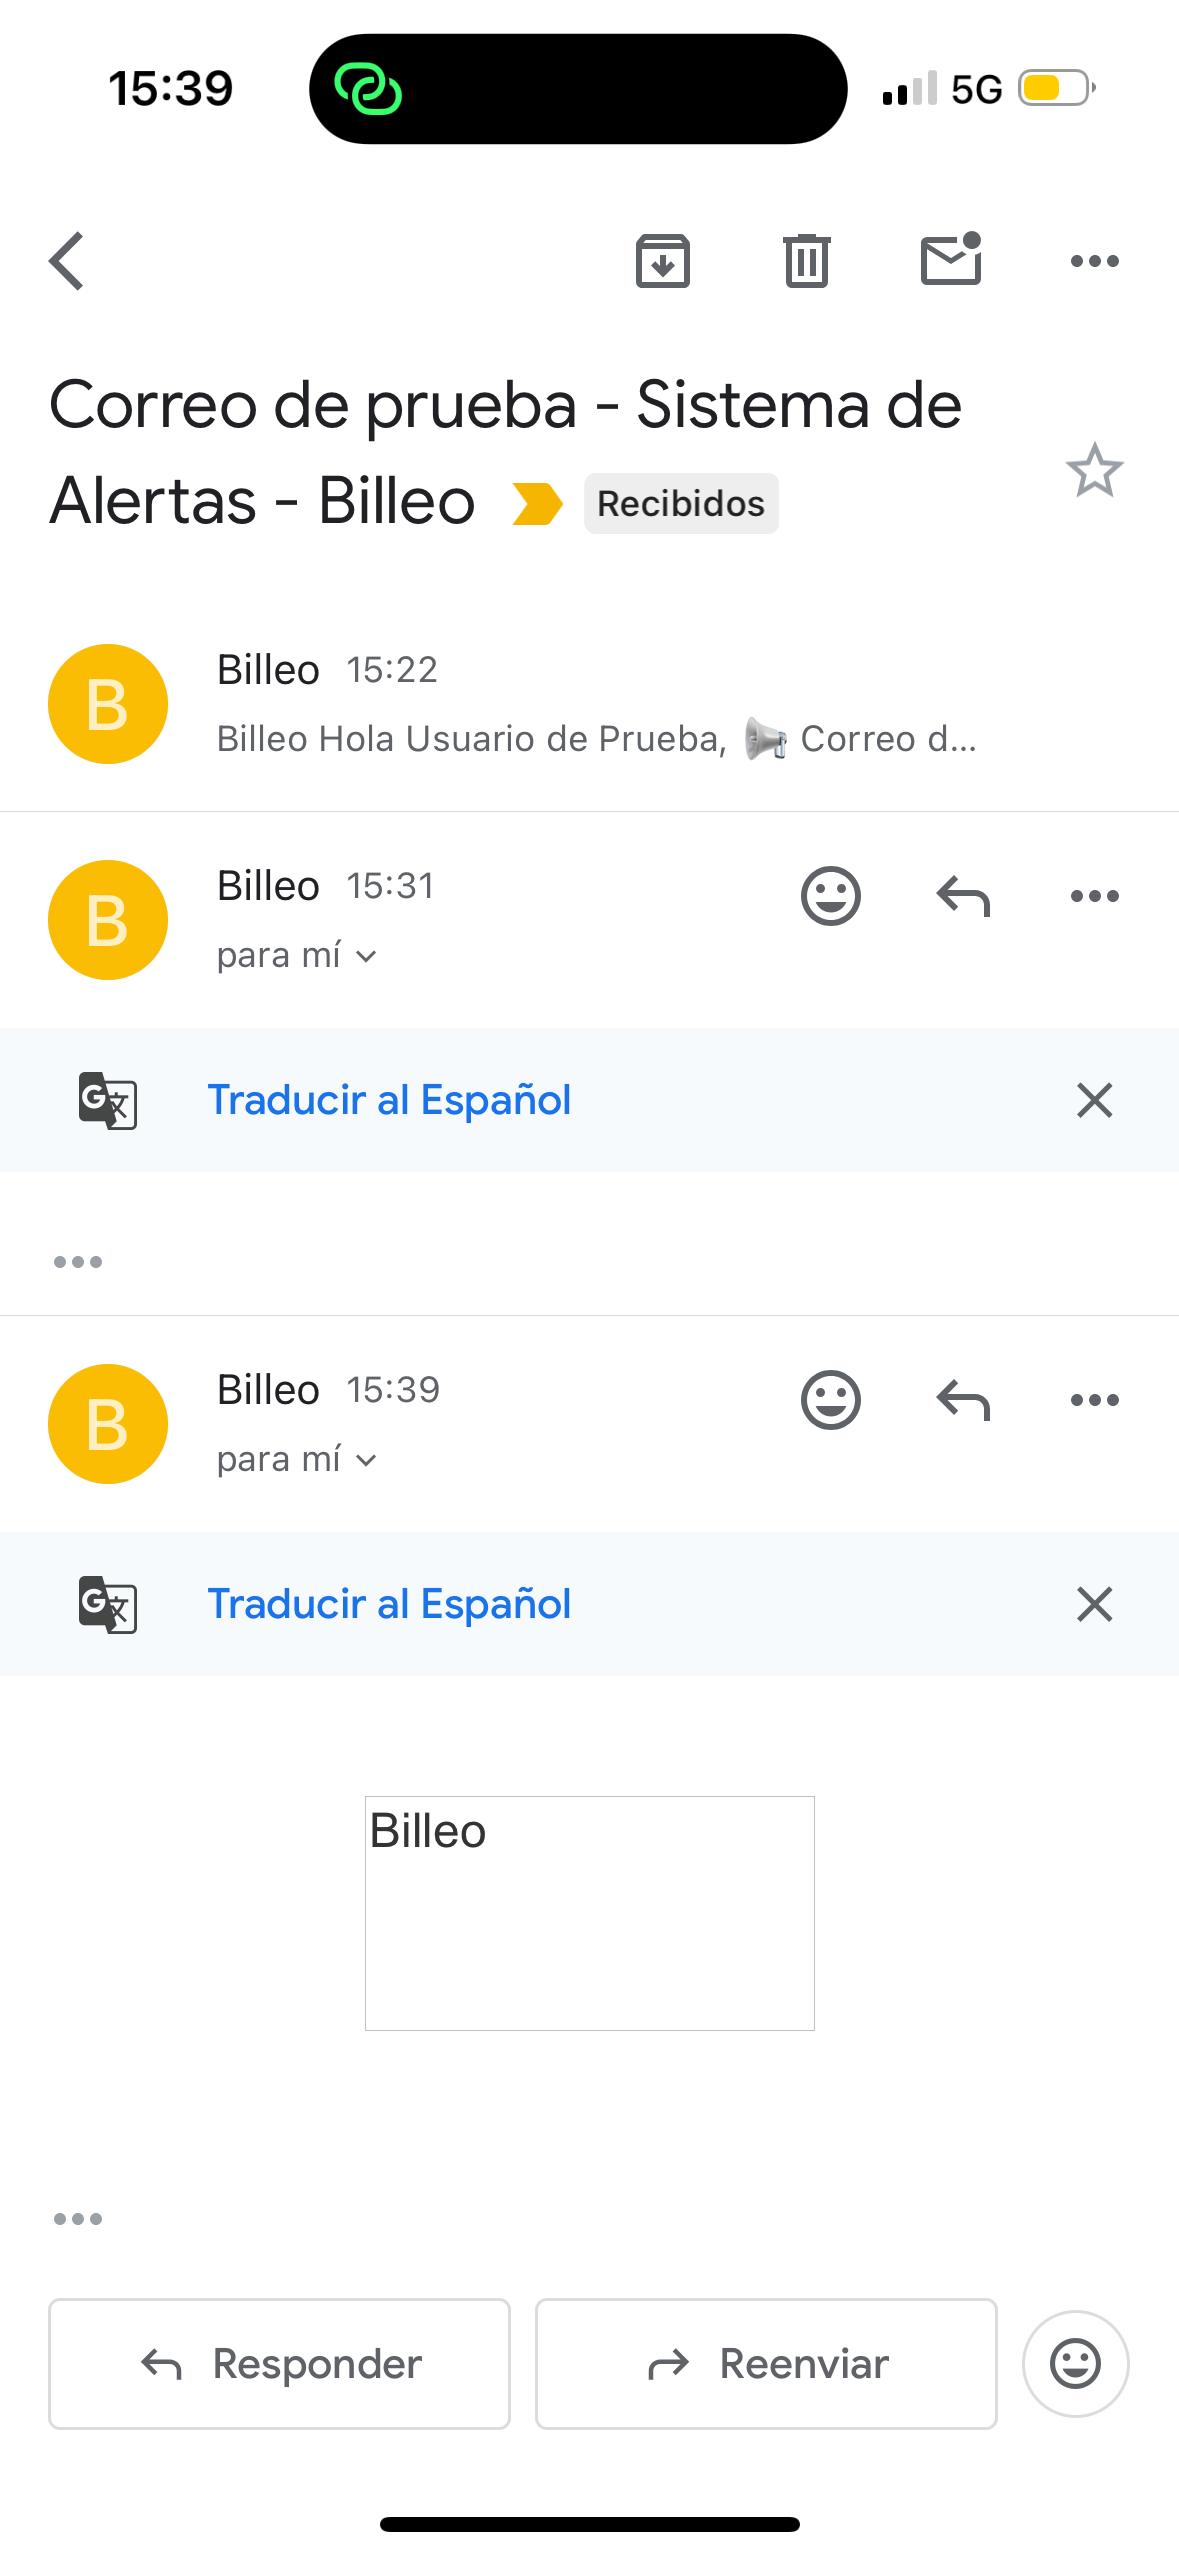 15:39
5G
Correo de prueba - Sistema de
Alertas - Billeo
Recibidos
B
Billeo 15:22
Billeo Hola Usuario de Prueba, 📢 Correo d...
B
Billeo 15:31
para mí
Traducir al Español
B
Billeo 15:39
para mí
Traducir al Español
Billeo
Responder
Reenviar